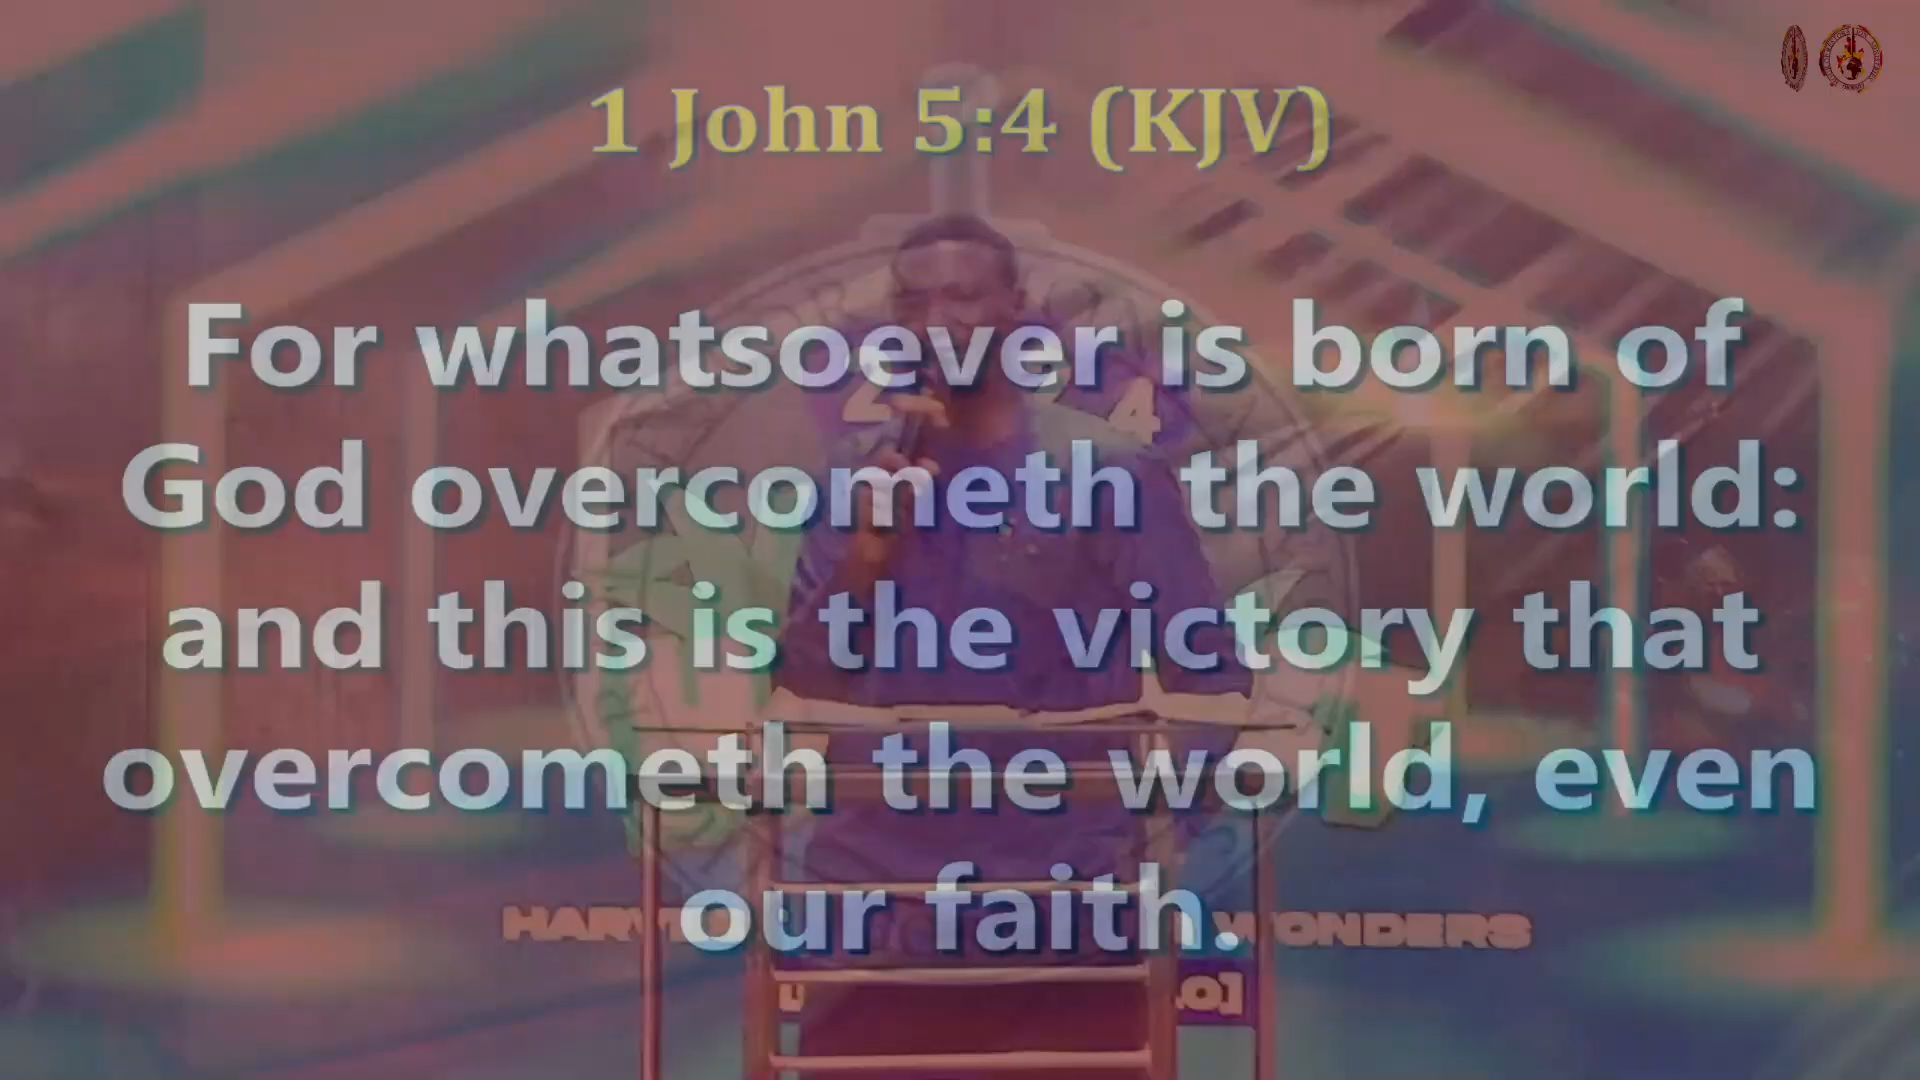 1 John 5:4 (KJV)
For whatsoever is born of
God overcometh the world:
and this is the victory that
overcometh the world, even
our faith.
WONDERS